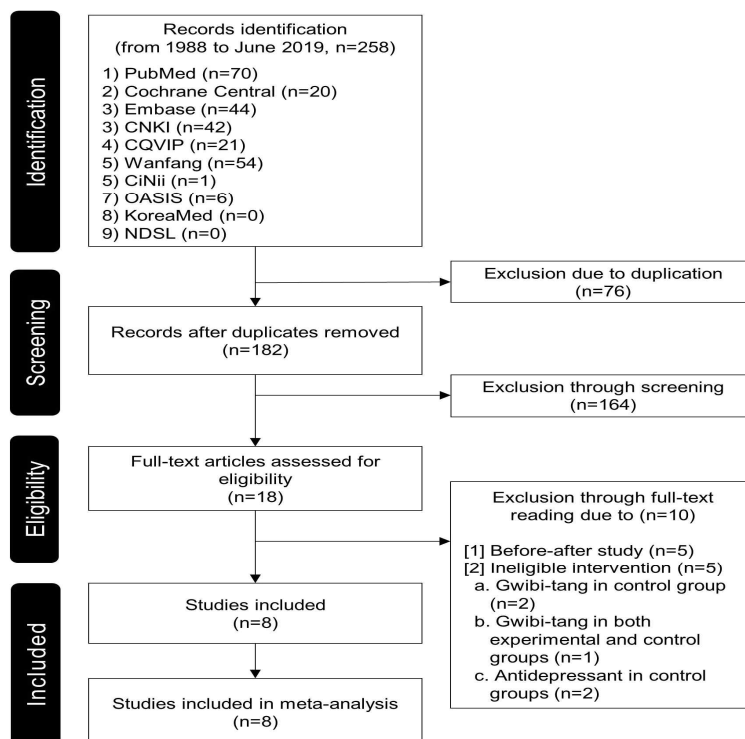 Identification
Records identification
(from 1988 to June 2019, n=258)
1) PubMed (n=70)
2) Cochrane Central (n=20)
3) Embase (n=44)
3) CNKI (n=42)
4) CQVIP (n=21)
5) Wanfang (n=54)
5) CiNii (n=1)
7) OASIS (n=6)
8) KoreaMed (n=0)
9) NDSL (n=0)
Screening
Exclusion due to duplication
(n=76)
Records after duplicates removed
(n=182)
Exclusion through screening
(n=164)
Eligibility
Full-text articles assessed for
eligibility
(n=18)
Exclusion through full-text
reading due to (n=10)
[1] Before-after study (n=5)
[2] Ineligible intervention (n=5)
a. Gwibi-tang in control group
(n=2)
b. Gwibi-tang in both
experimental and control
groups (n=1)
c. Antidepressant in control
groups (n=2)
Included
Studies included
(n=8)
Studies included in meta-analysis
(n=8)